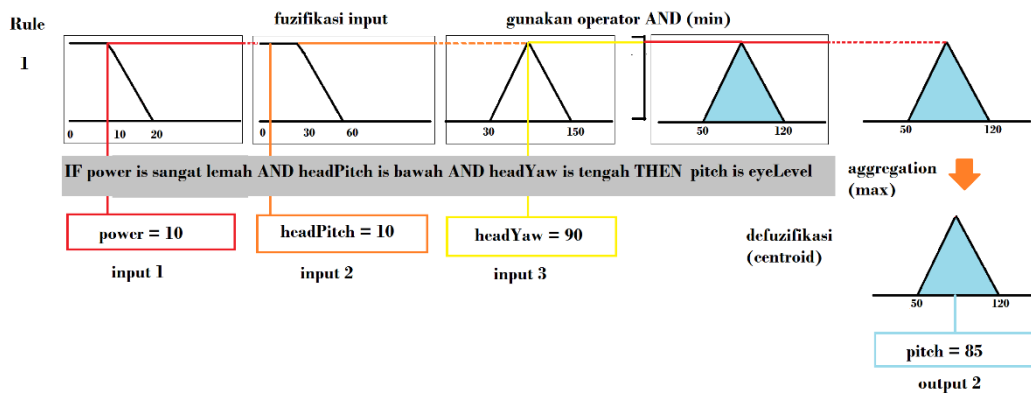 Rule
1
fuzifikasi input
gunakan operator AND (min)
0 10 20
0 30 60
30 150
50 120
50 120
IF power is sangat lemah AND headPitch is bawah AND headYaw is tengah THEN pitch is eyeLevel
aggregation
(max)
power = 10
headPitch = 10
headYaw = 90
input 1
input 2
input 3
defuzifikasi
(centroid)
50 120
pitch = 85
output 2